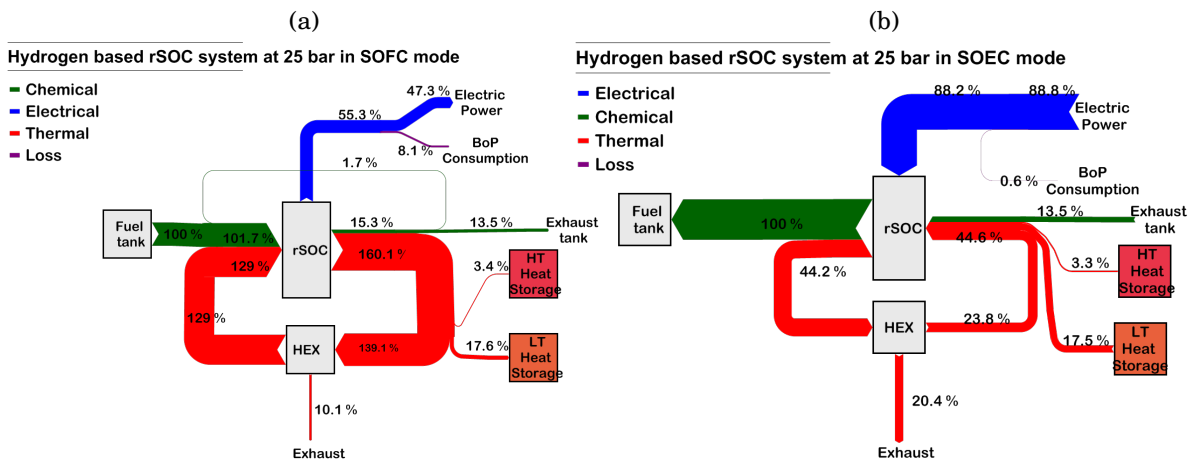 (a)
Hydrogen based rSOC system at 25 bar in SOFC mode
Chemical
Electrical
Thermal
Loss
47.3 %
Electric
Power
55.3 %
8.1 %
BoP
Consumption
1.7 %
Fuel
tank
100 %
101.7 %
rSOC
15.3 %
13.5 %
Exhaust
tank
129 %
160.1 %
3.4 %
HT
Heat
Storage
129 %
HEX
139.1 %
17.6 %
LT
Heat
Storage
10.1 %
Exhaust
(b)
Hydrogen based rSOC system at 25 bar in SOEC mode
Electrical
Chemical
Thermal
Loss
88.2 %
88.8 %
Electric
Power
0.6 %
BoP
Consumption
Fuel
tank
100 %
rSOC
13.5 %
Exhaust
tank
44.6 %
44.2 %
3.3 %
HT
Heat
Storage
HEX
23.8 %
17.5 %
LT
Heat
Storage
20.4 %
Exhaust